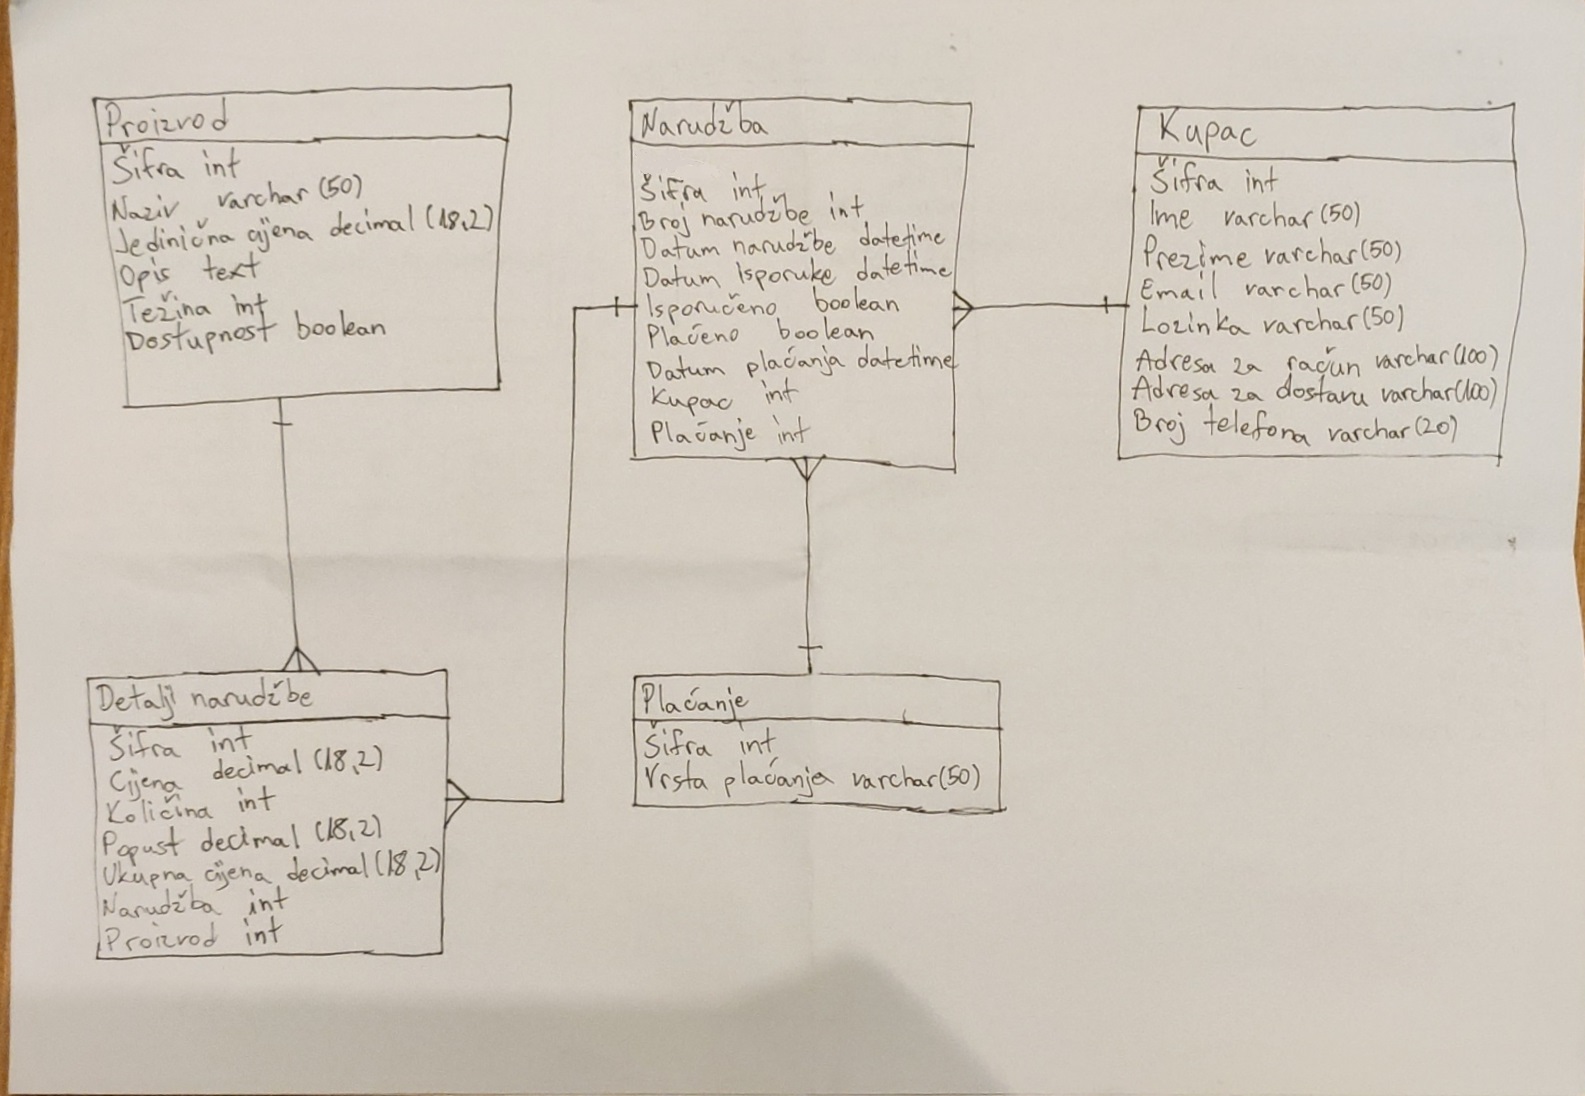 Proizvod
Šifra int
Naziv varchar (50)
Jedinična cijena decimal (18,2)
Opis text
Težina int
Dostupnost boolean
Narudžba
Šifra int
Broj narudžbe int
Datum narudžbe datetime
Datum Isporuke datetime
Isporučeno boolean
Plaćeno boolean
Datum plaćanja datetime
Kupac int
Plaćanje int
Kupac
Šifra int
Ime varchar (50)
Prezime varchar (50)
Email varchar (50)
Lozinka varchar (50)
Adresa za račun varchar (100)
Adresa za dostavu varchar (100)
Broj telefona varchar (20)
Detalji narudžbe
Šifra int
Cijena decimal (18,2)
Količina int
Popust decimal (18,2)
Ukupna cijena decimal (18,2)
Narudžba int
Proizvod int
Plaćanje
Šifra int
Vrsta plaćanja varchar (50)